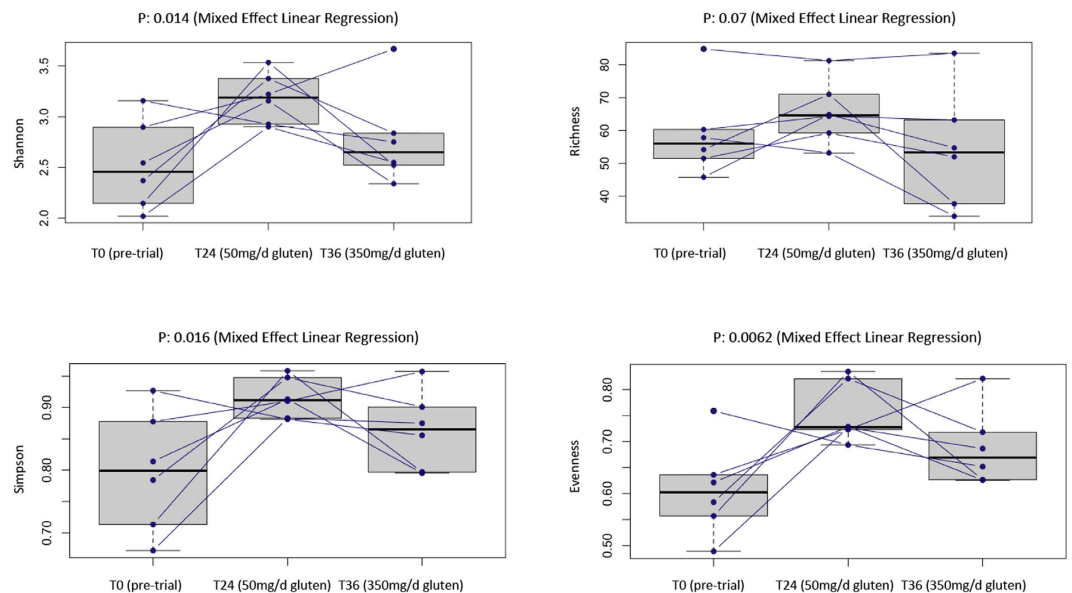 P: 0.014 (Mixed Effect Linear Regression)
Shannon
3.5
3.0
2.5
2.0
T0 (pre-trial) T24 (50mg/d gluten) T36 (350mg/d gluten)
P: 0.07 (Mixed Effect Linear Regression)
Richness
80
70
60
50
40
T0 (pre-trial) T24 (50mg/d gluten) T36 (350mg/d gluten)
P: 0.016 (Mixed Effect Linear Regression)
Simpson
0.90
0.80
0.70
T0 (pre-trial) T24 (50mg/d gluten) T36 (350mg/d gluten)
P: 0.0062 (Mixed Effect Linear Regression)
Evenness
0.80
0.70
0.60
0.50
T0 (pre-trial) T24 (50mg/d gluten) T36 (350mg/d gluten)